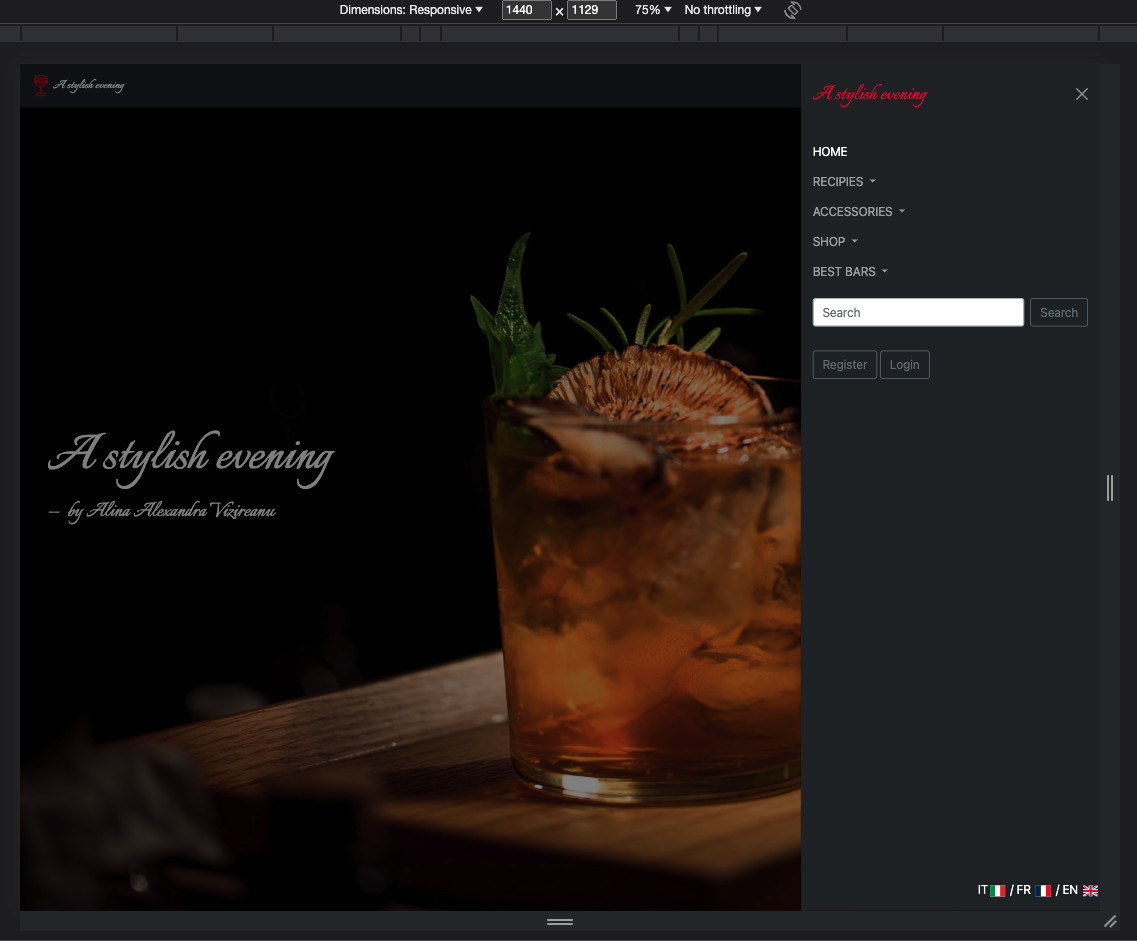 Dimensions: Responsive 1440 x 1129 75% No throttling
A stylish evening
A stylish evening
HOME
RECIPIES
ACCESSORIES
SHOP
BEST BARS
Search Search
Register Login
A stylish evening
— by Alina Alexandra Vizireanu
IT / FR / EN